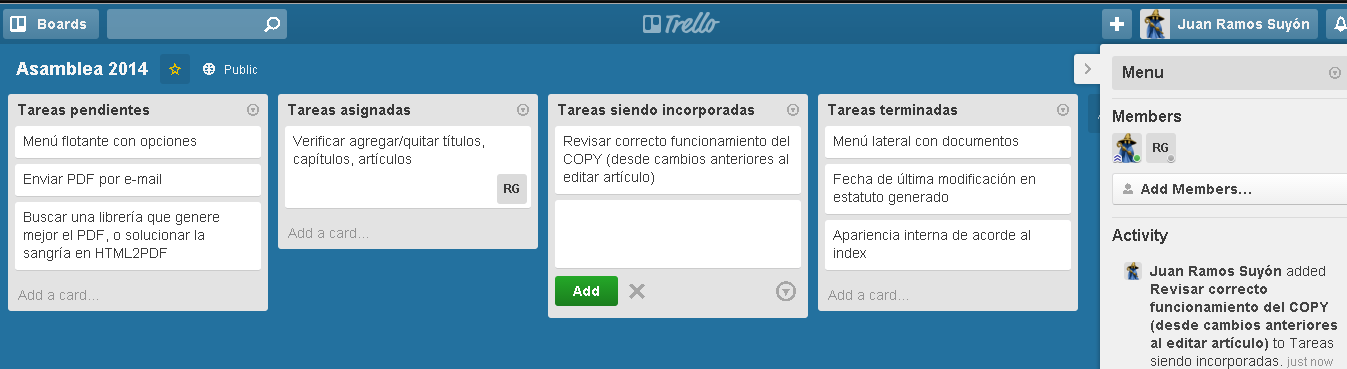 Boards
Trello
Juan Ramos Suyón
Asamblea 2014
Public
Tareas pendientes
Menú flotante con opciones
Enviar PDF por e-mail
Buscar una librería que genere
mejor el PDF, o solucionar la
sangría en HTML2PDF
Add a card...
Tareas asignadas
Verificar agregar/quitar títulos,
capítulos, artículos
RG
Add a card...
Tareas siendo incorporadas
Revisar correcto funcionamiento del
COPY (desde cambios anteriores al
editar artículo)
Add
Tareas terminadas
Menú lateral con documentos
Fecha de última modificación en
estatuto generado
Apariencia interna de acorde al
index
Add a card...
Menu
Members
RG
Add Members...
Activity
Juan Ramos Suyón added
Revisar correcto
funcionamiento del COPY
(desde cambios anteriores
al editar artículo) to Tareas
siendo incorporadas. just now